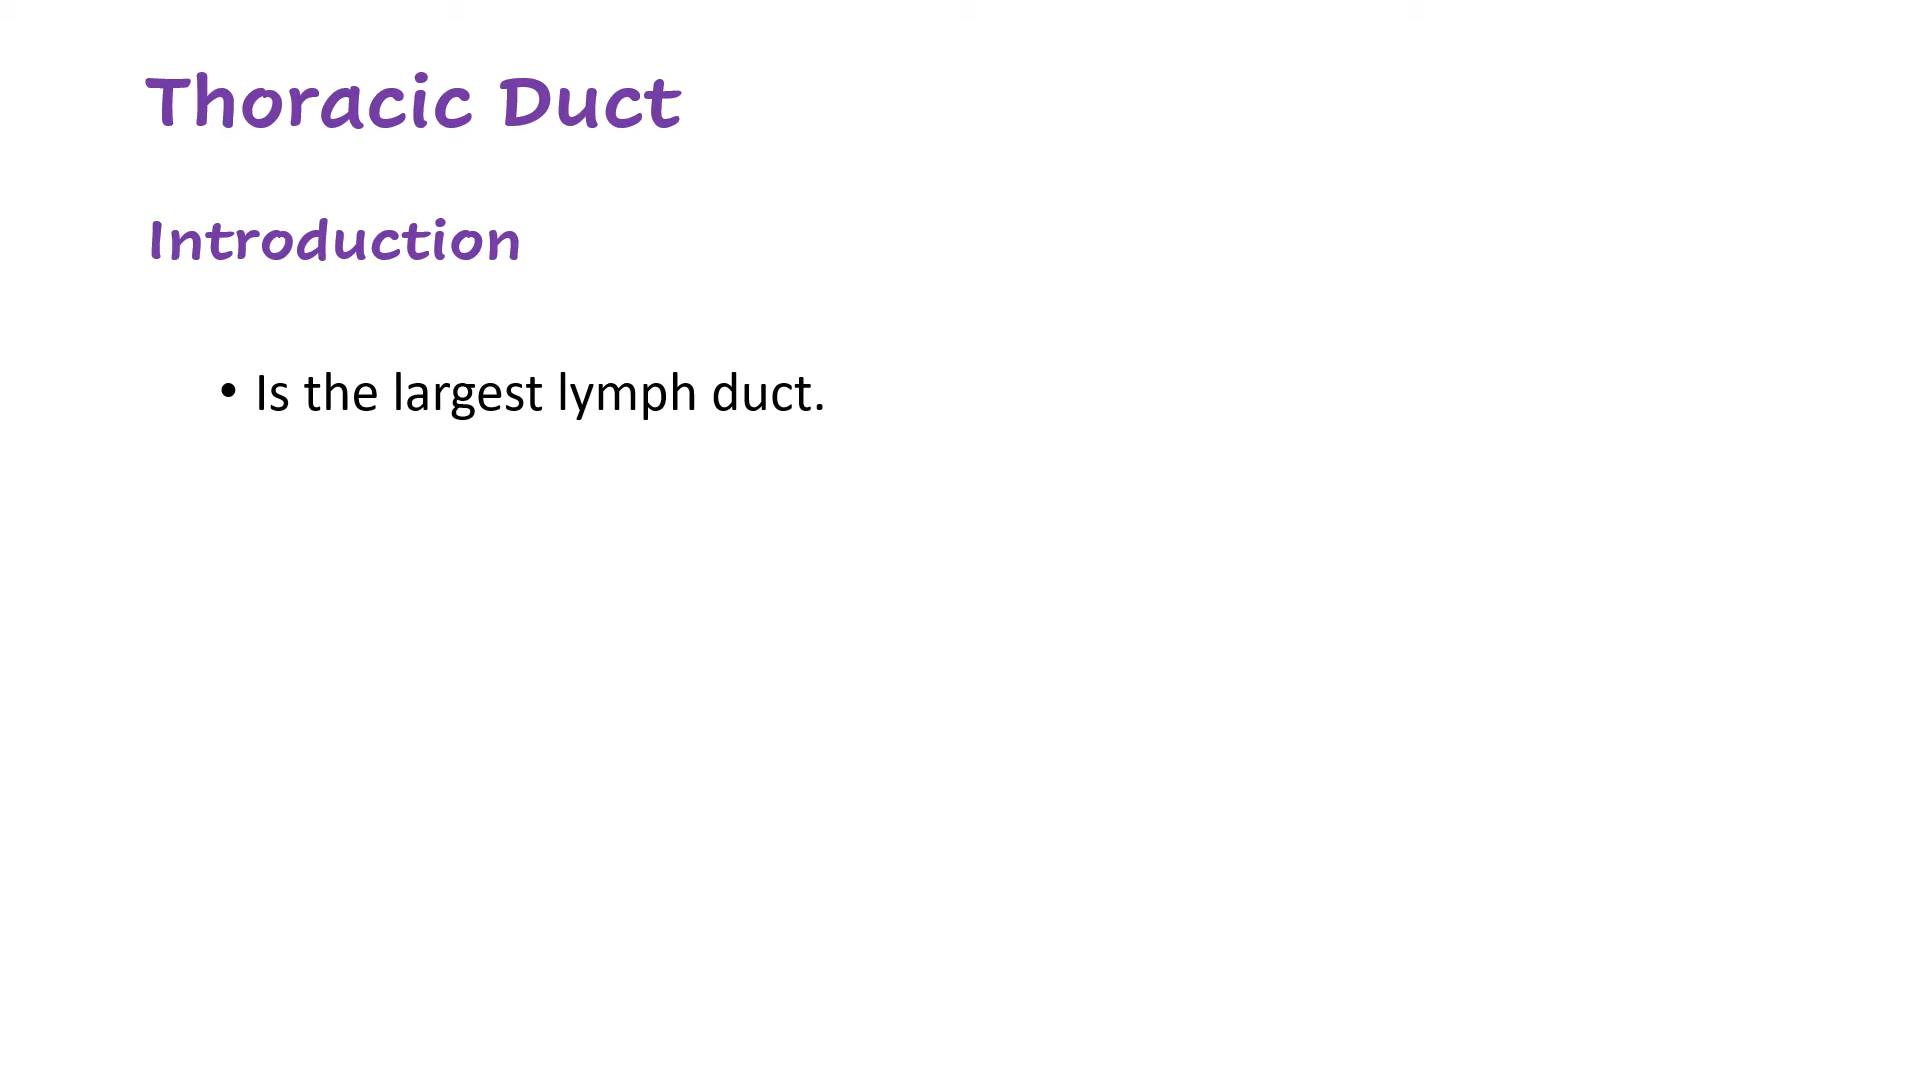 Thoracic Duct
Introduction
• Is the largest lymph duct.